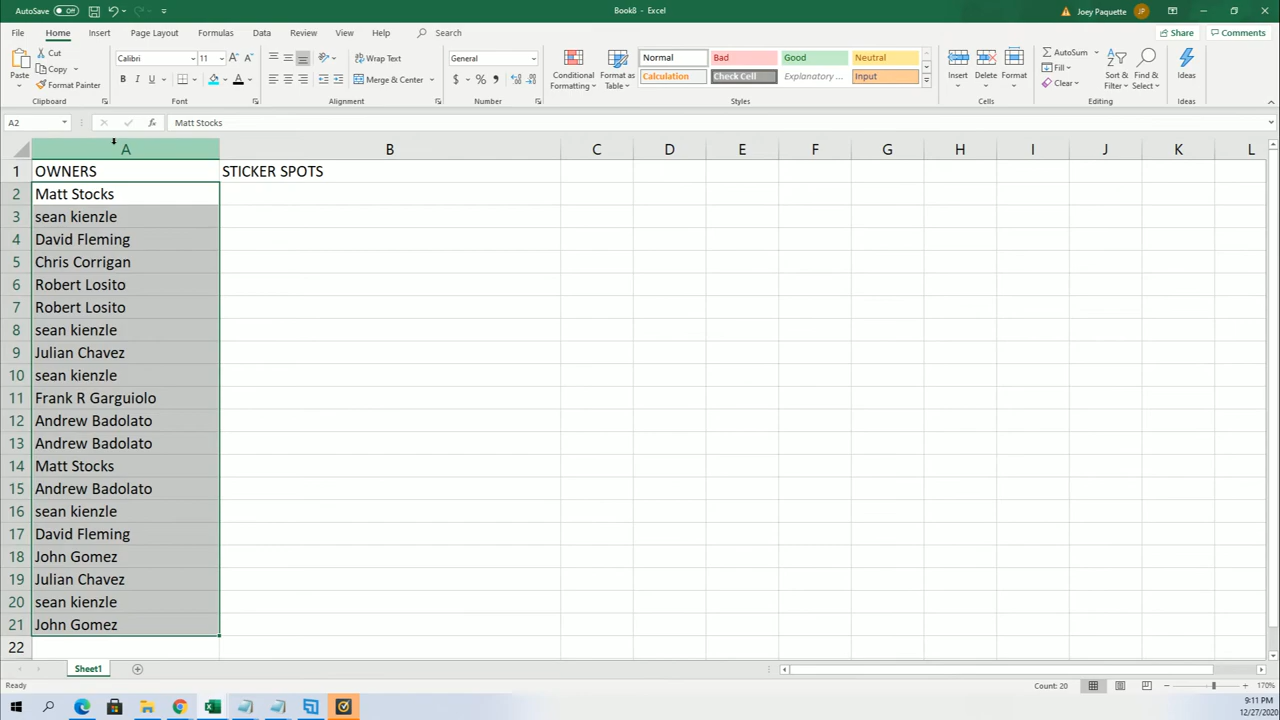 AutoSave Off
Book8 - Excel
Joey Paquette JP
File Home Insert Page Layout Formulas Data Review View Help Search Share Comments
Paste Cut Copy Format Painter
Clipboard
Calibri 11
B I U
Font
Wrap Text
Merge & Center
Alignment
General
$ %
Number
Conditional Formatting
Format as Table
Normal Bad Good Neutral
Calculation Check Cell Explanatory ... Input
Styles
Insert Delete Format
Cells
AutoSum
Fill
Clear
Sort & Filter
Find & Select
Editing
Ideas
Ideas
A2 fx Matt Stocks
A B C D E F G H I J K L
1 OWNERS STICKER SPOTS
2 Matt Stocks
3 sean kienzle
4 David Fleming
5 Chris Corrigan
6 Robert Losito
7 Robert Losito
8 sean kienzle
9 Julian Chavez
10 sean kienzle
11 Frank R Garguiolo
12 Andrew Badolato
13 Andrew Badolato
14 Matt Stocks
15 Andrew Badolato
16 sean kienzle
17 David Fleming
18 John Gomez
19 Julian Chavez
20 sean kienzle
21 John Gomez
22
Sheet1
Ready Count: 20 170%
9:11 PM
12/27/2020